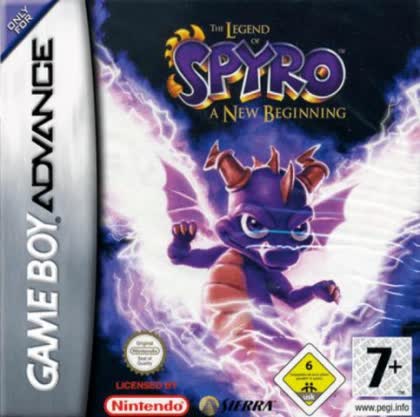 ONLY
FOR
GAME BOY ADVANCE
THE LEGEND
OF
SPYRO
A NEW BEGINNING
Original
Nintendo
Seal of
Quality
LICENSED BY
Nintendo
SIERRA
6
usk
7+
www.pegi.info